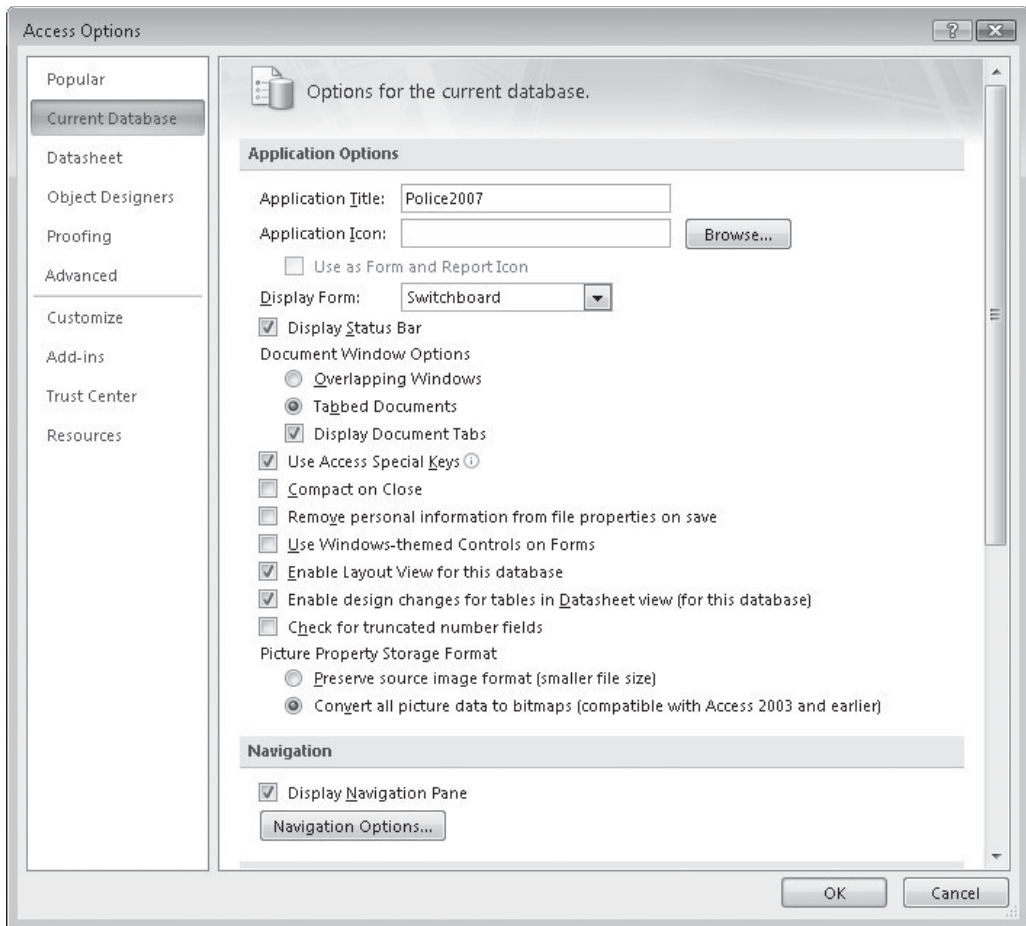 Access Options
Popular
Current Database
Datasheet
Object Designers
Proofing
Advanced
Customize
Add-ins
Trust Center
Resources
Options for the current database.
Application Options
Application Title: Police2007
Application Icon: Browse...
Use as Form and Report Icon
Display Form: Switchboard
Display Status Bar
Document Window Options
Overlapping Windows
Tabbed Documents
Display Document Tabs
Use Access Special Keys
Compact on Close
Remove personal information from file properties on save
Use Windows-themed Controls on Forms
Enable Layout View for this database
Enable design changes for tables in Datasheet view (for this database)
Check for truncated number fields
Picture Property Storage Format
Preserve source image format (smaller file size)
Convert all picture data to bitmaps (compatible with Access 2003 and earlier)
Navigation
Display Navigation Pane
Navigation Options...
OK Cancel